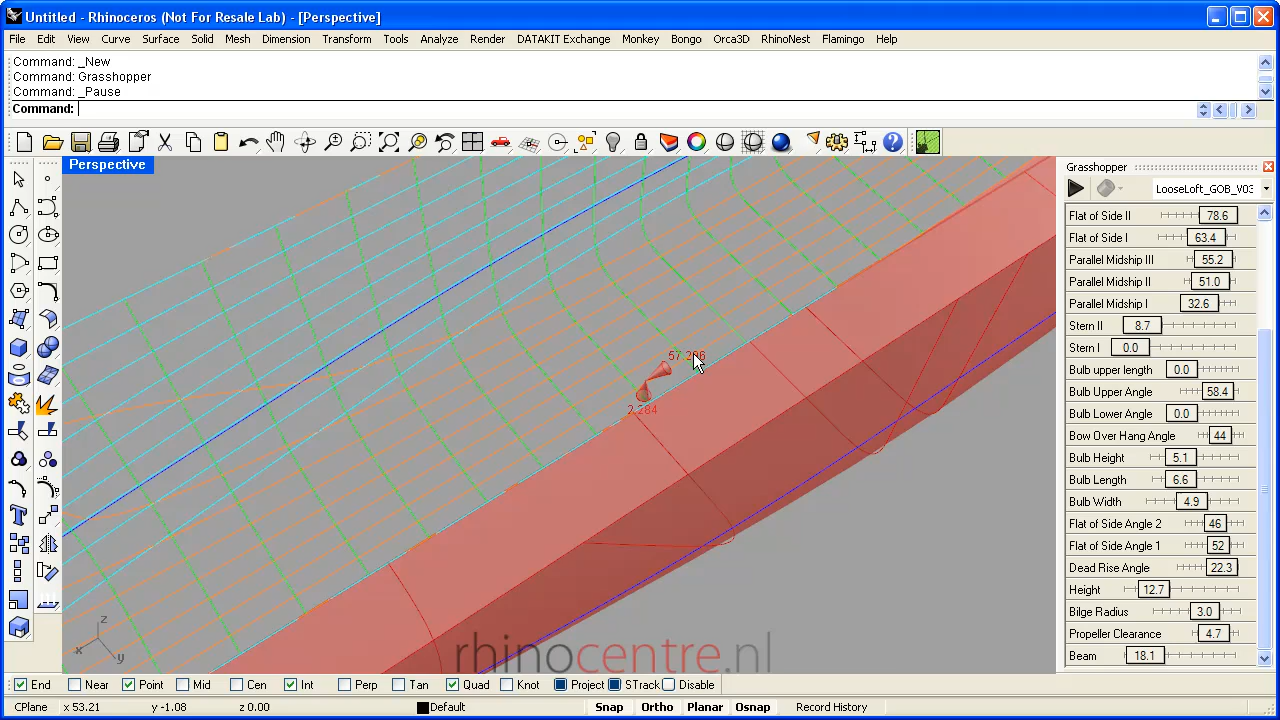 Untitled - Rhinoceros (Not For Resale Lab) - [Perspective]
File Edit View Curve Surface Solid Mesh Dimension Transform Tools Analyze Render DATAKIT Exchange Monkey Bongo Orca3D RhinoNest Flamingo Help
Command: _New
Command: Grasshopper
Command: _Pause
Command:
Perspective
Grasshopper
LooseLoft_GOB_V03
Flat of Side II 78.6
Flat of Side I 63.4
Parallel Midship III 55.2
Parallel Midship II 51.0
Parallel Midship I 32.6
Stern II 8.7
Stern I 0.0
Bulb upper length 0.0
Bulb Upper Angle 58.4
Bulb Lower Angle 0.0
Bow Over Hang Angle 44
Bulb Height 5.1
Bulb Length 6.6
Bulb Width 4.9
Flat of Side Angle 2 46
Flat of Side Angle 1 52
Dead Rise Angle 22.3
Height 12.7
Bilge Radius 3.0
Propeller Clearance 4.7
Beam 18.1
2.284
z
x
y
rhinocentre.nl
End Near Point Mid Cen Int Perp Tan Quad Knot Project STrack Disable
CPlane x 53.21 y -1.08 z 0.00 Default Snap Ortho Planar Osnap Record History